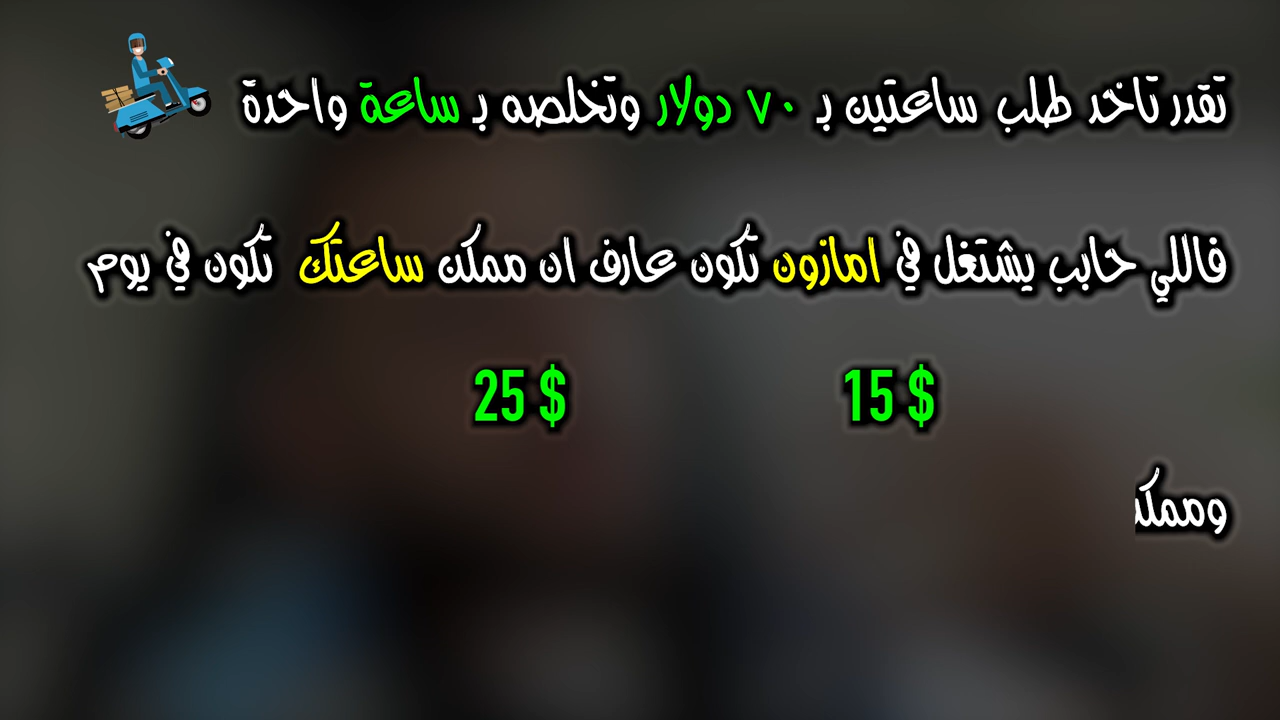 تقدر تاخد طلب ساعتين بـ ٧٠ دولار وتخلصه بـ ساعة واحدة
فاللي حابب يشتغل في امازون تكون عارف ان ممكن ساعتك تكون في يوم
15 $ 25 $